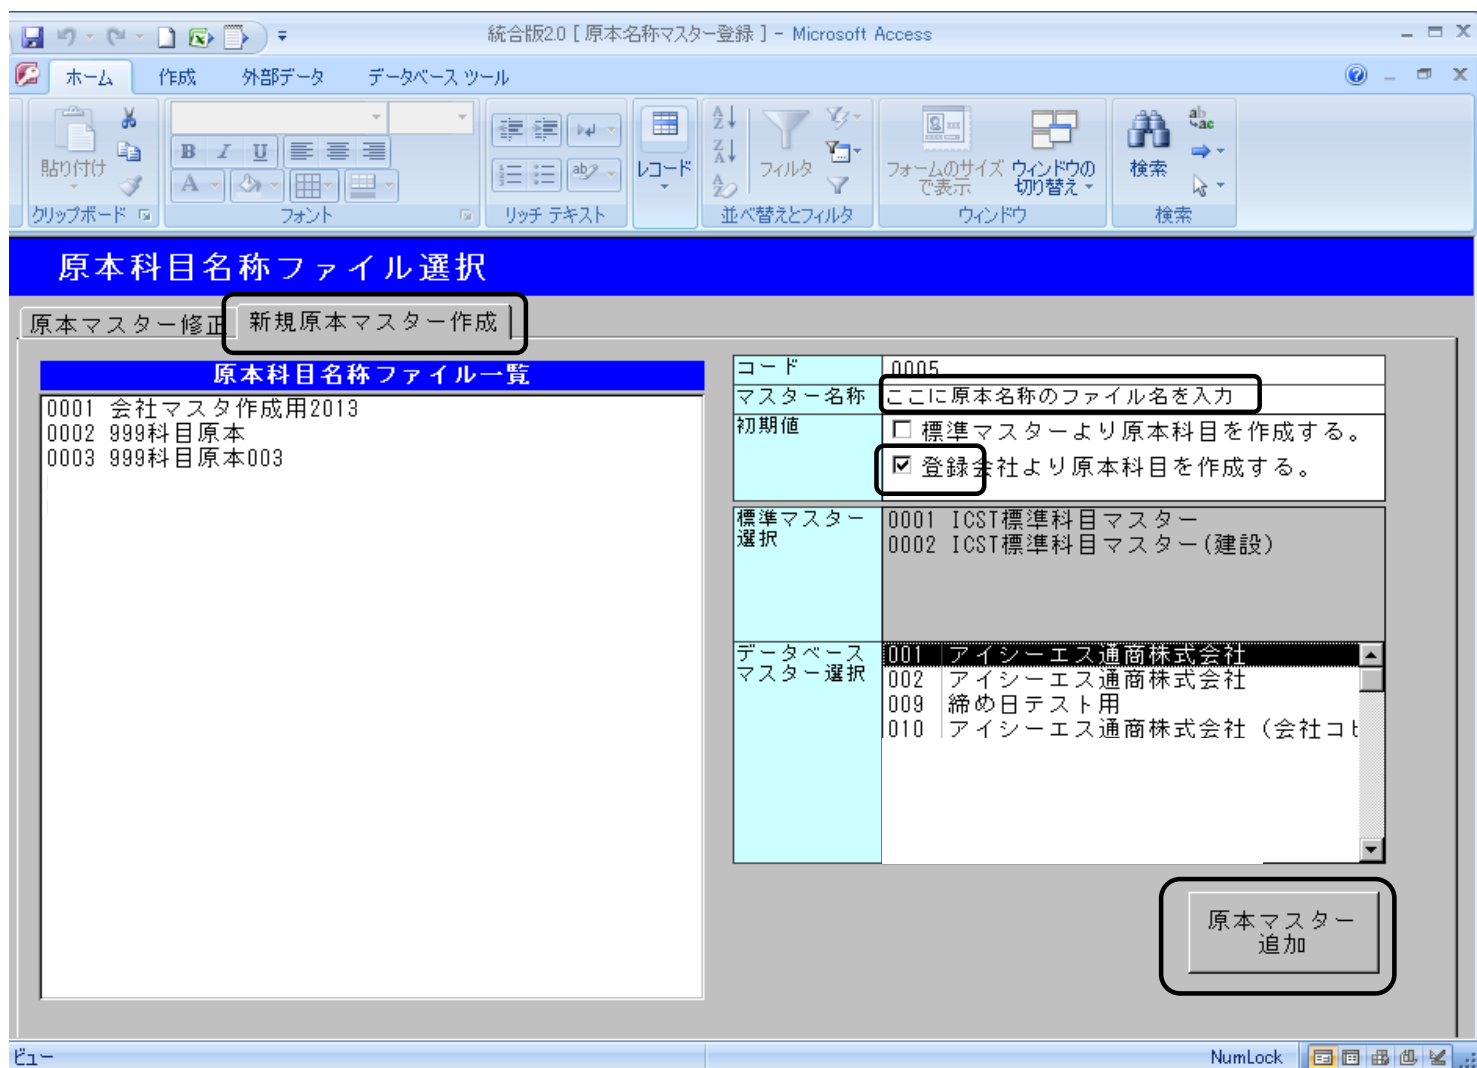 統合版2.0 [ 原本名称マスター登録 ] - Microsoft Access
ホーム 作成 外部データ データベース ツール
貼り付け
クリップボード
B I U
A
フォント
ab
リッチ テキスト
レコード
フィルタ
並べ替えとフィルタ
フォームのサイズ
で表示
ウィンドウの
切り替え
ウィンドウ
検索
検索
原本科目名称ファイル選択
原本マスター修正 新規原本マスター作成
原本科目名称ファイル一覧
0001 会社マスタ作成用2013
0002 999科目原本
0003 999科目原本003
コード 0005
マスター名称 ここに原本名称のファイル名を入力
初期値 標準マスターより原本科目を作成する。
登録会社より原本科目を作成する。
標準マスター
選択
0001 ICST標準科目マスター
0002 ICST標準科目マスター(建設)
データベース
マスター選択
001 アイシーエス通商株式会社
002 アイシーエス通商株式会社
009 締め日テスト用
010 アイシーエス通商株式会社（会社コピ
原本マスター
追加
ビュー
NumLock